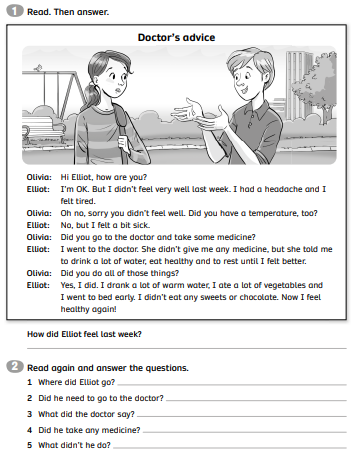 1 Read. Then answer.
Doctor's advice
Olivia: Hi Elliot, how are you?
Elliot: I'm OK. But I didn't feel very well last week. I had a headache and I
felt tired.
Olivia: Oh no, sorry you didn't feel well. Did you have a temperature, too?
Elliot: No, but I felt a bit sick.
Olivia: Did you go to the doctor and take some medicine?
Elliot: I went to the doctor. She didn't give me any medicine, but she told me
to drink a lot of water, eat healthy and to rest until I felt better.
Olivia: Did you do all of those things?
Elliot: Yes, I did. I drank a lot of warm water, I ate a lot of vegetables and
I went to bed early. I didn't eat any sweets or chocolate. Now I feel
healthy again!
How did Elliot feel last week?
2 Read again and answer the questions.
1 Where did Elliot go?
2 Did he need to go to the doctor?
3 What did the doctor say?
4 Did he take any medicine?
5 What didn't he do?